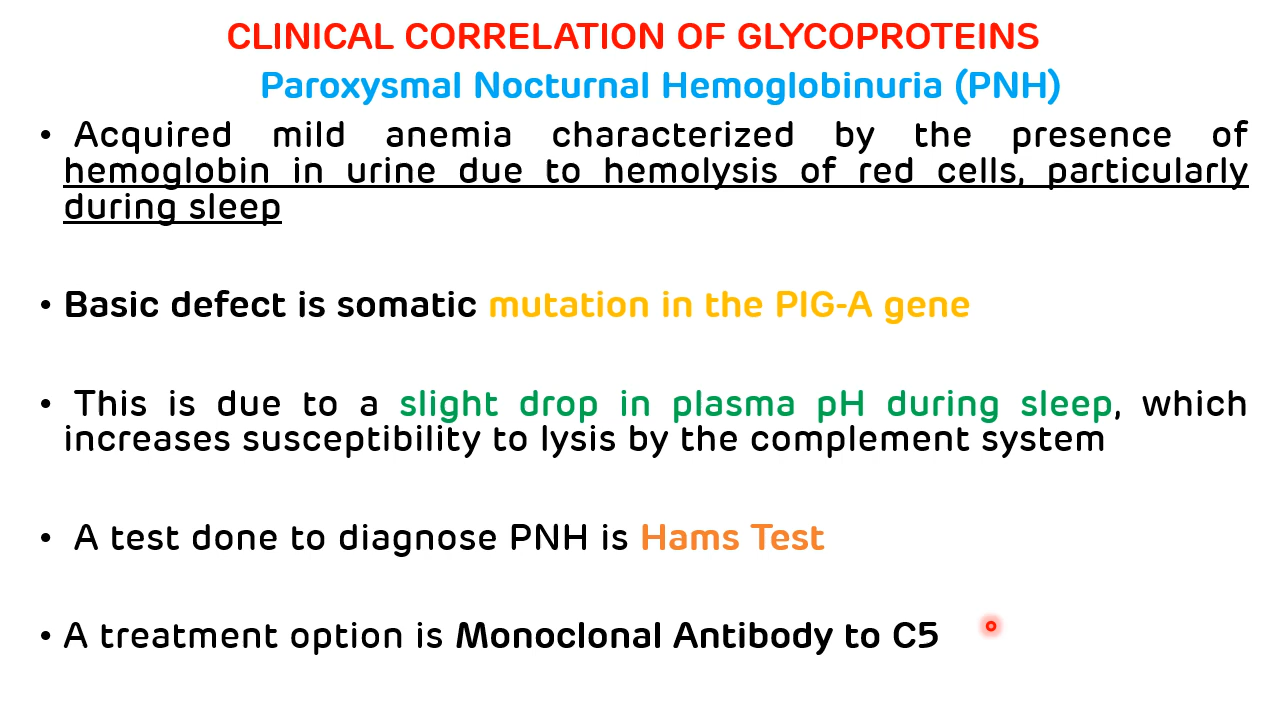 CLINICAL CORRELATION OF GLYCOPROTEINS
Paroxysmal Nocturnal Hemoglobinuria (PNH)
• Acquired mild anemia characterized by the presence of
hemoglobin in urine due to hemolysis of red cells, particularly
during sleep
• Basic defect is somatic mutation in the PIG-A gene
• This is due to a slight drop in plasma pH during sleep, which
increases susceptibility to lysis by the complement system
• A test done to diagnose PNH is Hams Test
• A treatment option is Monoclonal Antibody to C5